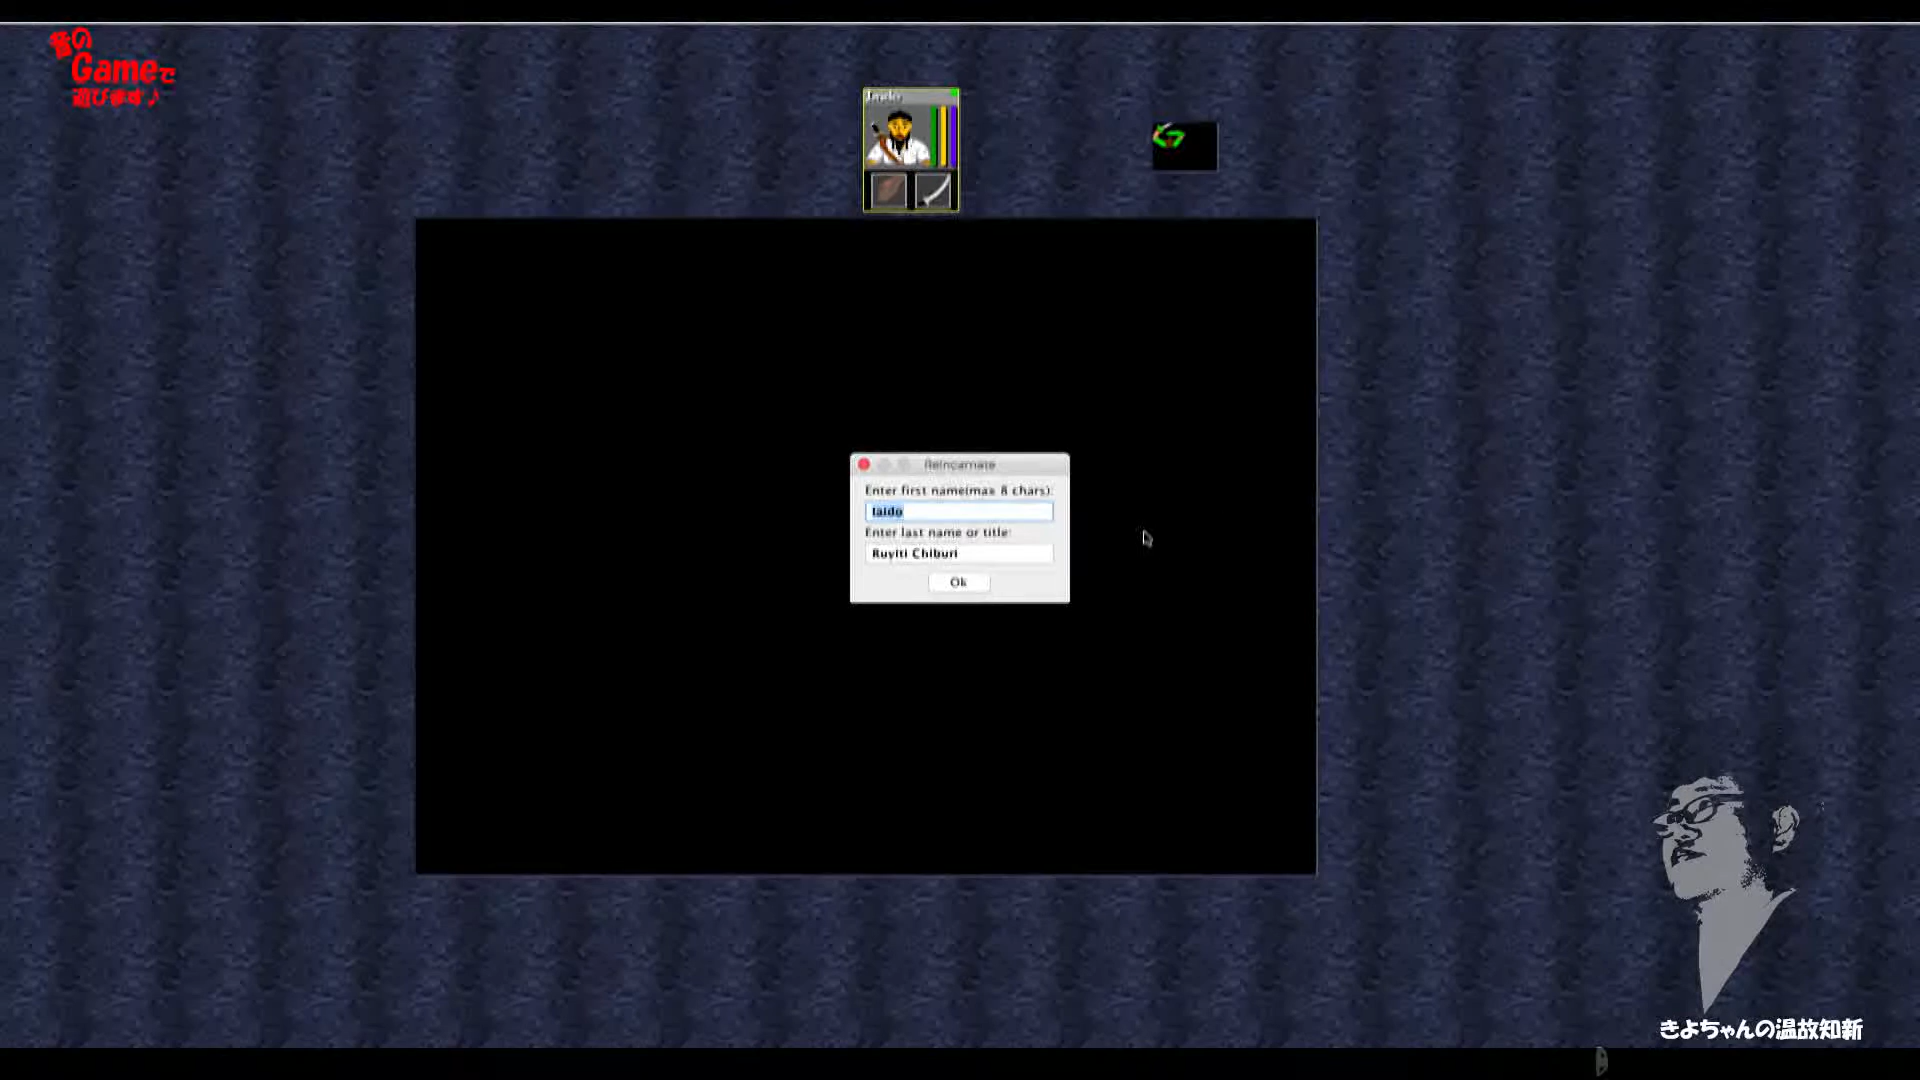 昔の
Gameで
遊びます♪
Iaido
Reincarnate
Enter first name(max 8 chars):
Iaido
Enter last name or title:
Ruyiti Chiburi
Ok
きよちゃんの温故知新